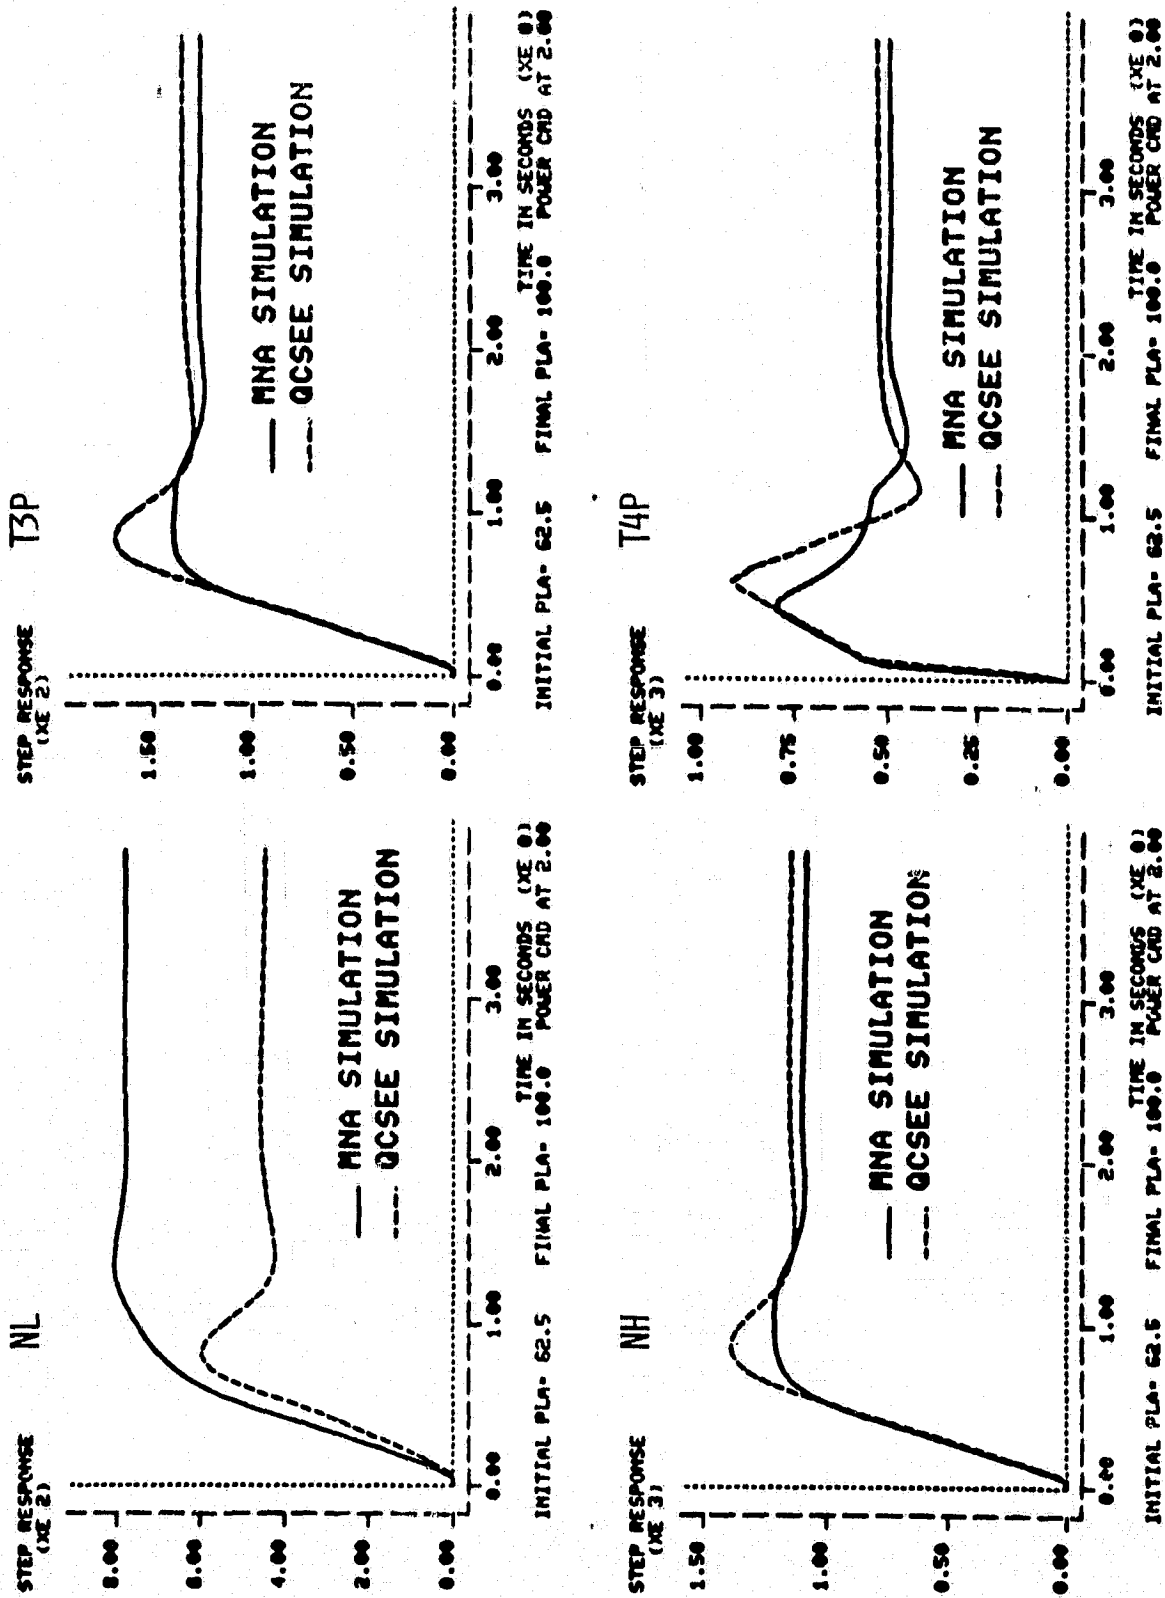 NL
STEP RESPONSE
(XE 2)
8.00
6.00
4.00
2.00
0.00
MNA SIMULATION
QCSEE SIMULATION
0.00
1.00
2.00
3.00
TIME IN SECONDS (XE 0)
INITIAL PLA= 62.5 FINAL PLA= 100.0 POWER CMD AT 2.00
T3P
STEP RESPONSE
(XE 2)
1.50
1.00
0.50
0.00
MNA SIMULATION
QCSEE SIMULATION
0.00
1.00
2.00
3.00
TIME IN SECONDS (XE 0)
INITIAL PLA= 62.5 FINAL PLA= 100.0 POWER CMD AT 2.00
NH
STEP RESPONSE
(XE 3)
1.50
1.00
0.50
0.00
MNA SIMULATION
QCSEE SIMULATION
0.00
1.00
2.00
3.00
TIME IN SECONDS (XE 0)
INITIAL PLA= 62.5 FINAL PLA= 100.0 POWER CMD AT 2.00
T4P
STEP RESPONSE
(XE 3)
1.00
0.75
0.50
0.25
0.00
MNA SIMULATION
QCSEE SIMULATION
0.00
1.00
2.00
3.00
TIME IN SECONDS (XE 0)
INITIAL PLA= 62.5 FINAL PLA= 100.0 POWER CMD AT 2.00